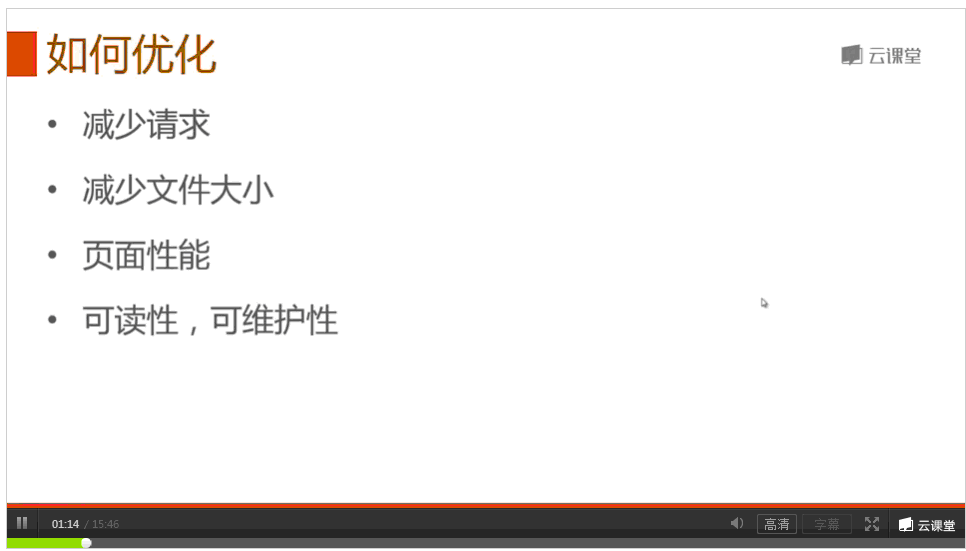 如何优化
云课堂
• 减少请求
• 减少文件大小
• 页面性能
• 可读性，可维护性
01:14 / 15:46 高清 字幕 云课堂